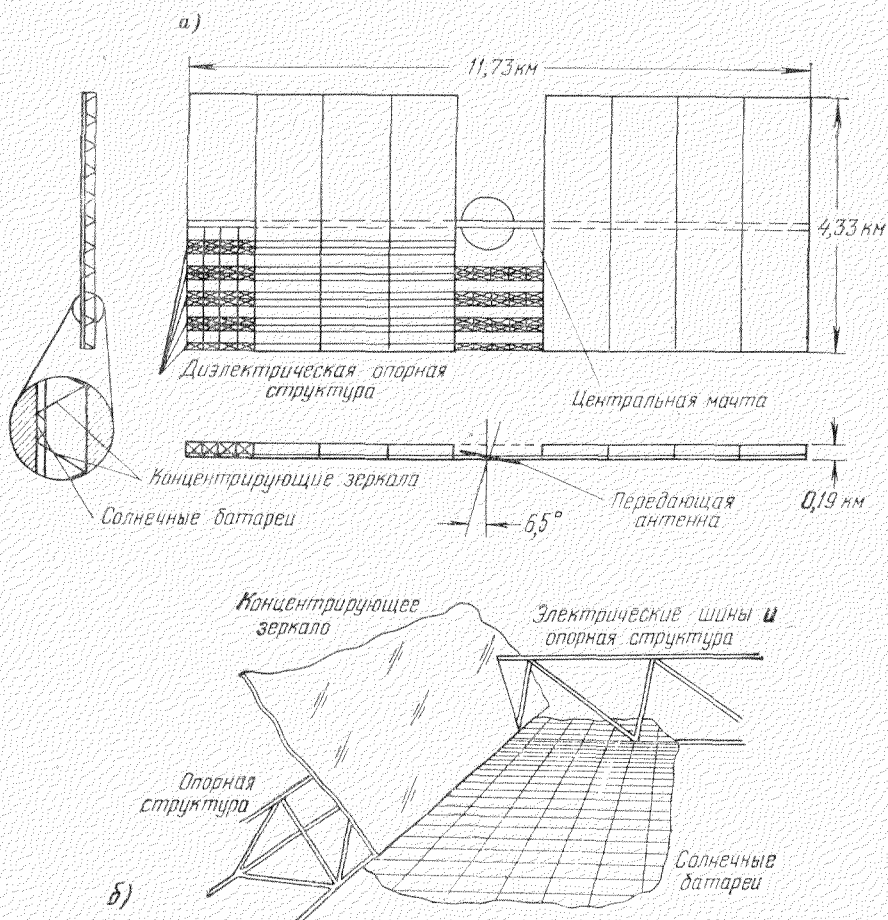 а)
11,73 км
4,33 км
Диэлектрическая опорная
структура
Центральная мачта
Концентрирующие зеркала
Солнечные батареи
Передающая
антенна
6,5°
0,19 км
Концентрирующее
зеркало
Электрические шины и
опорная структура
Опорная
структура
Солнечные
батареи
б)